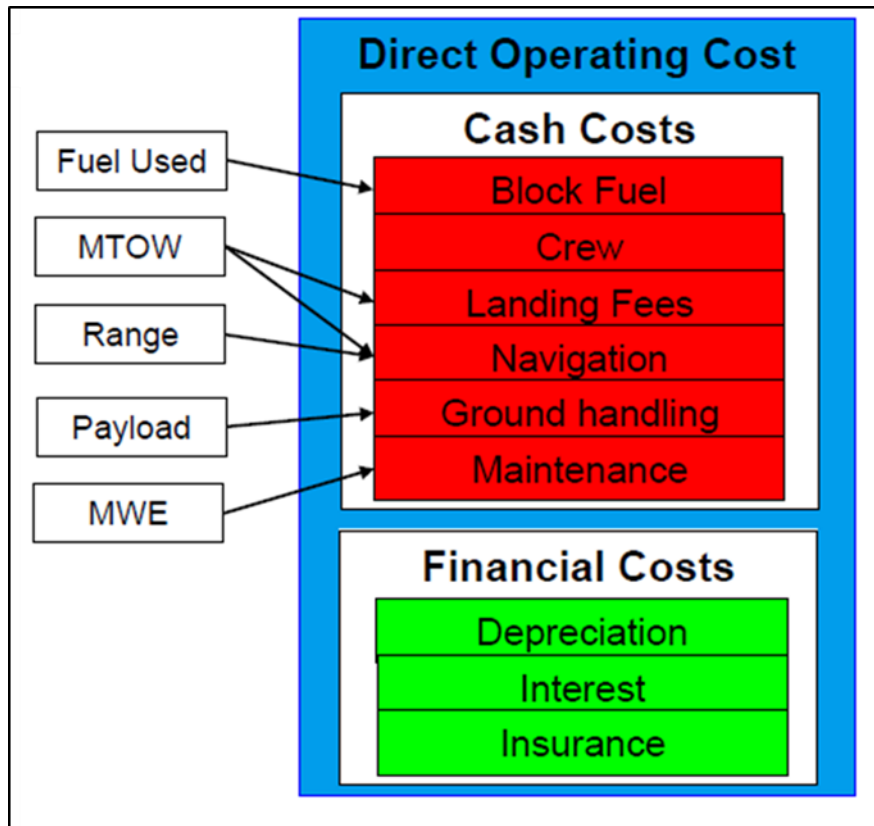 Direct Operating Cost
Cash Costs
Fuel Used
Block Fuel
Crew
MTOW
Landing Fees
Range
Navigation
Payload
Ground handling
MWE
Maintenance
Financial Costs
Depreciation
Interest
Insurance